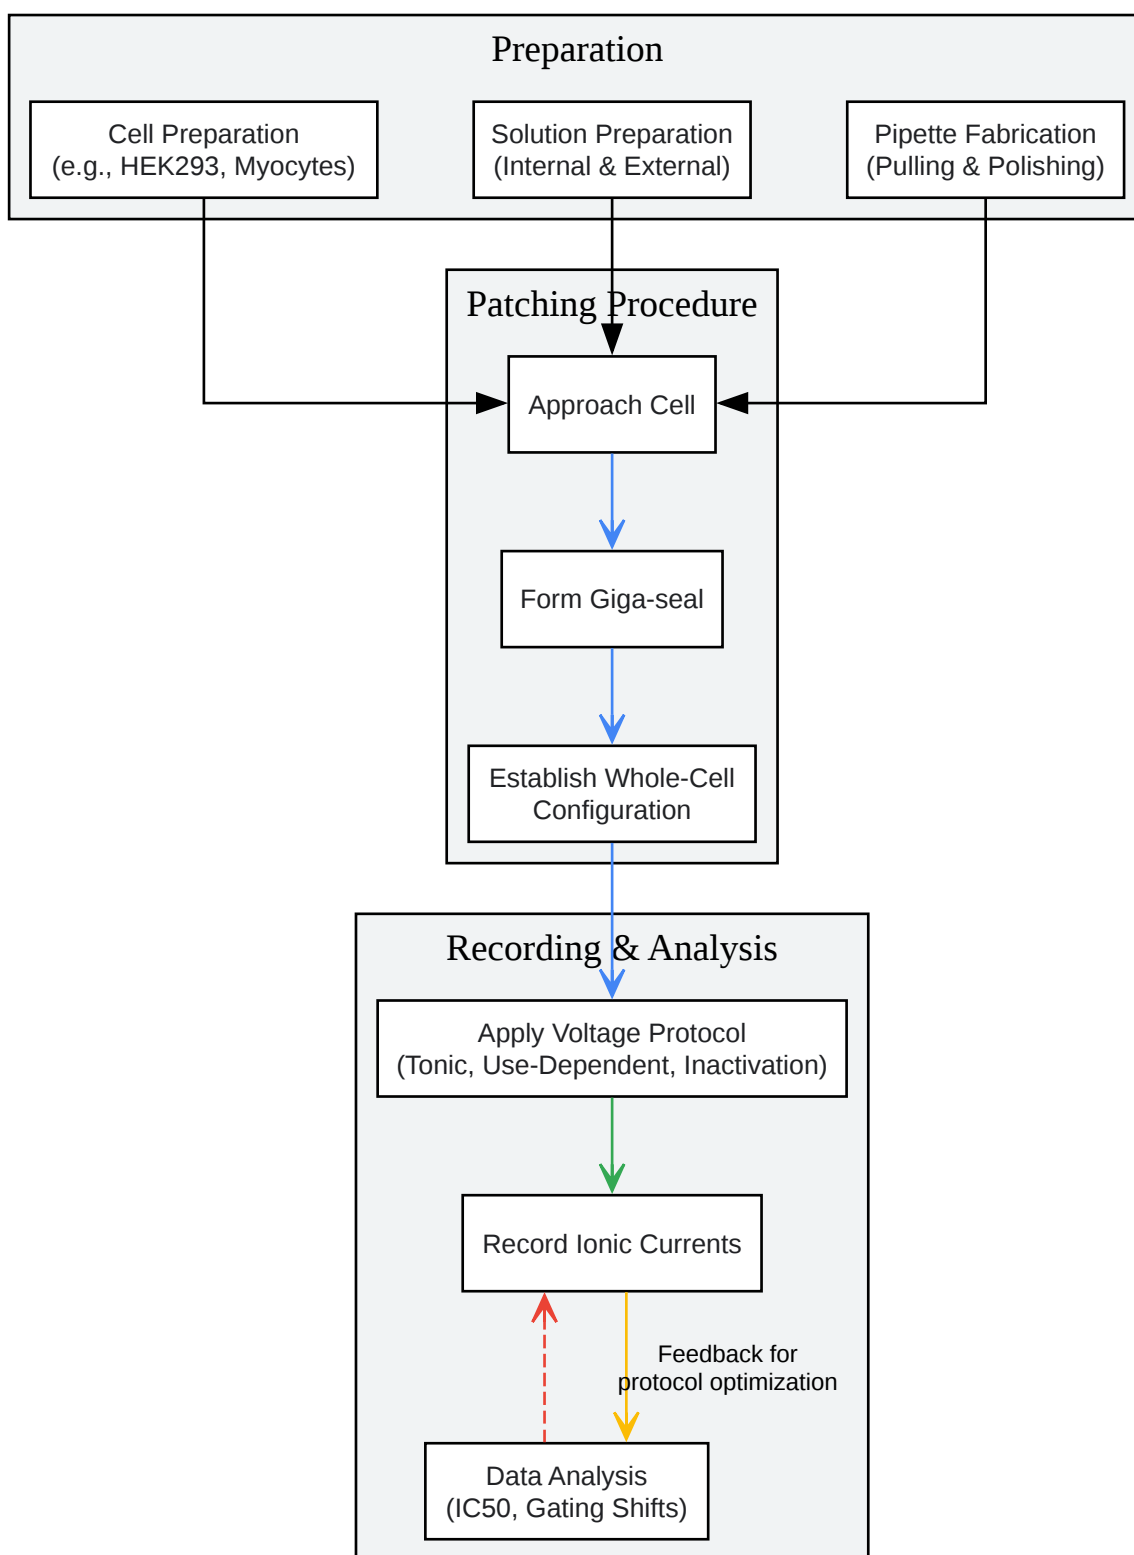 Preparation
Cell Preparation
(e.g., HEK293, Myocytes)
Solution Preparation
(Internal & External)
Pipette Fabrication
(Pulling & Polishing)
Patching Procedure
Approach Cell
Form Giga-seal
Establish Whole-Cell
Configuration
Recording & Analysis
Apply Voltage Protocol
(Tonic, Use-Dependent, Inactivation)
Record Ionic Currents
Feedback for
protocol optimization
Data Analysis
(IC50, Gating Shifts)